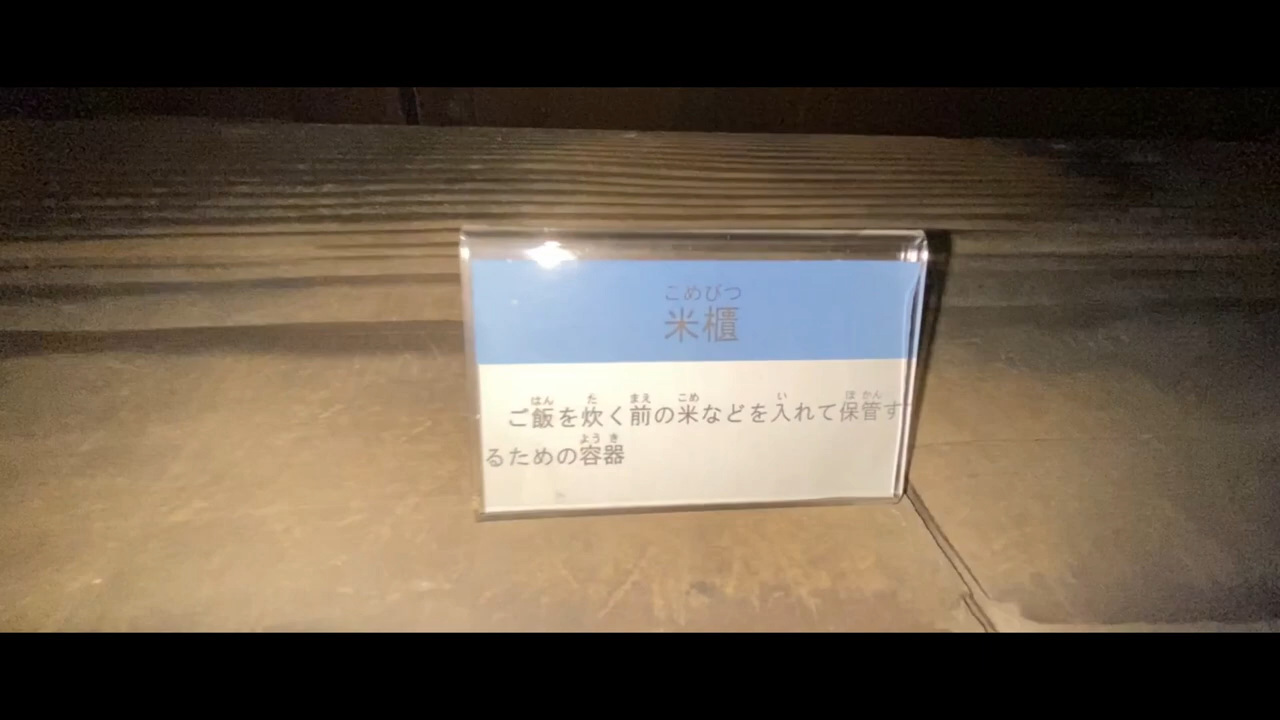 こめびつ
米櫃
はん た まえ こめ い ほ かん
ご飯を炊く前の米などを入れて保管す
よう き
るための容器